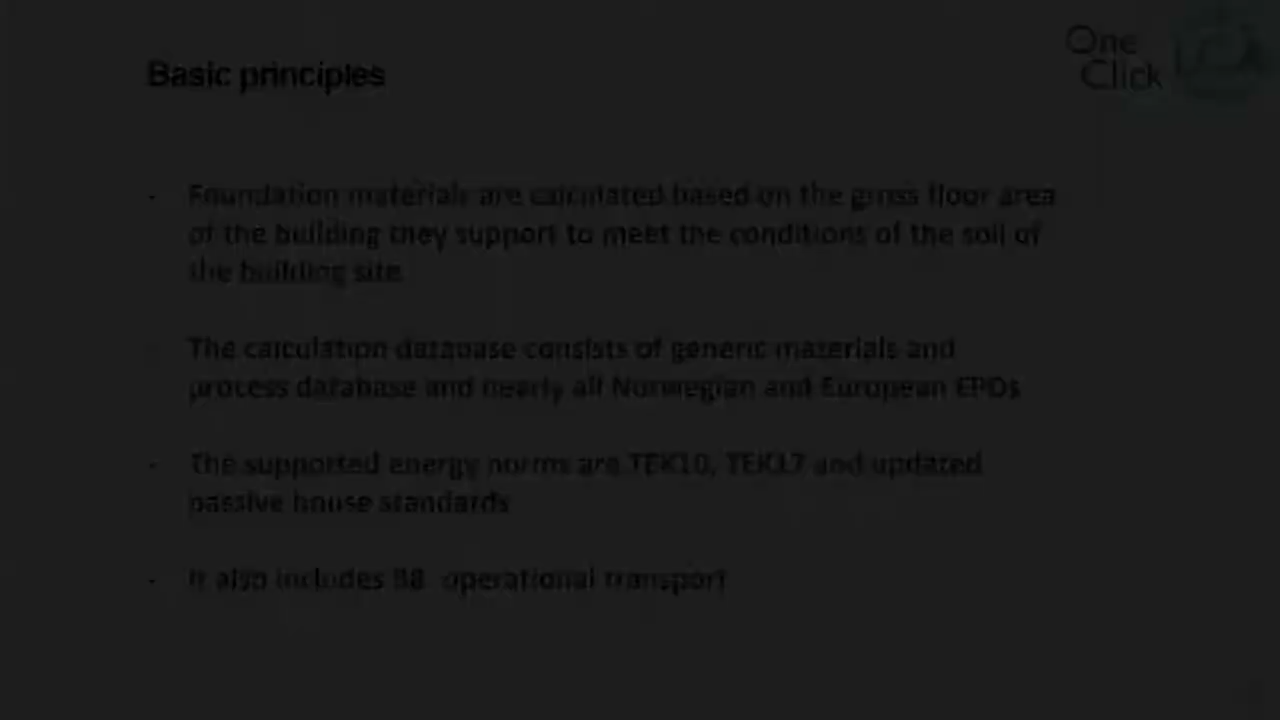 One
Click
LCA
Basic principles
- Foundation materials are calculated based on the gross floor area
of the building they support to meet the conditions of the soil of
the building site
- The calculation database consists of generic materials and
process database and nearly all Norwegian and European EPDs
- The supported energy norms are TEK10, TEK17 and updated
passive house standards
- It also includes B8 operational transport